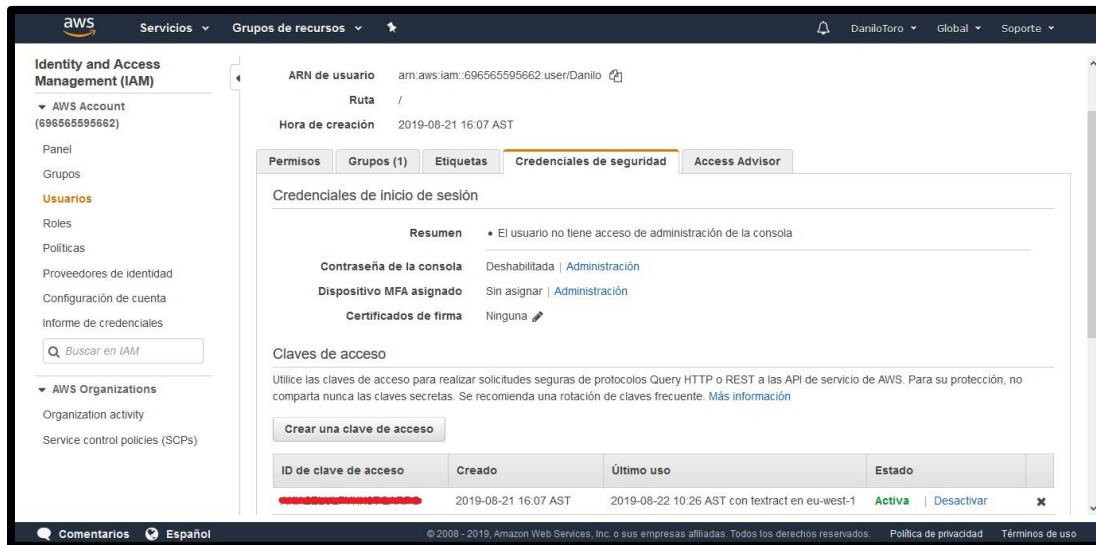 aws Servicios Grupos de recursos DaniloToro Global Soporte
Identity and Access
Management (IAM)
AWS Account
(696565595662)
Panel
Grupos
Usuarios
Roles
Políticas
Proveedores de identidad
Configuración de cuenta
Informe de credenciales
Buscar en IAM
AWS Organizations
Organization activity
Service control policies (SCPs)
ARN de usuario arn:aws:iam::696565595662:user/Danilo
Ruta /
Hora de creación 2019-08-21 16:07 AST
Permisos Grupos (1) Etiquetas Credenciales de seguridad Access Advisor
Credenciales de inicio de sesión
Resumen • El usuario no tiene acceso de administración de la consola
Contraseña de la consola Deshabilitada | Administración
Dispositivo MFA asignado Sin asignar | Administración
Certificados de firma Ninguna
Claves de acceso
Utilice las claves de acceso para realizar solicitudes seguras de protocolos Query HTTP o REST a las API de servicio de AWS. Para su protección, no
comparta nunca las claves secretas. Se recomienda una rotación de claves frecuente. Más información
Crear una clave de acceso
ID de clave de acceso Creado Último uso Estado
2019-08-21 16:07 AST 2019-08-22 10:26 AST con textract en eu-west-1 Activa | Desactivar
Comentarios Español © 2008 - 2019, Amazon Web Services, Inc. o sus empresas afiliadas. Todos los derechos reservados. Política de privacidad Términos de uso